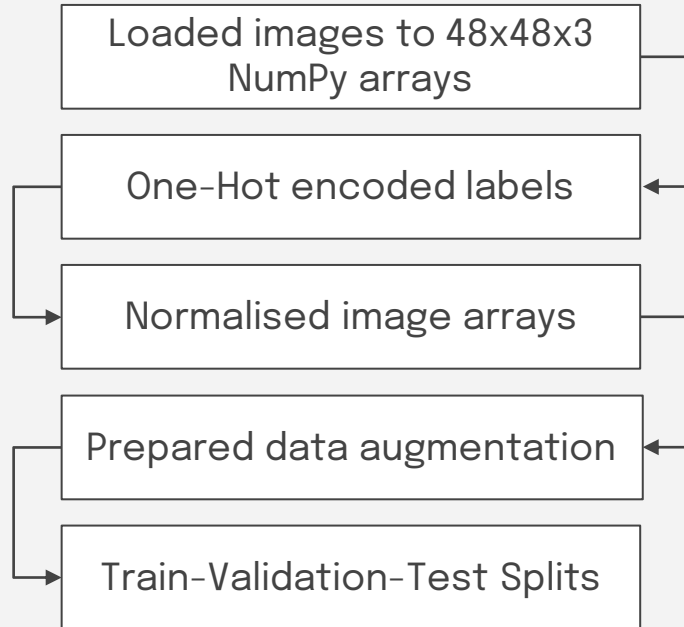 Loaded images to 48x48x3
NumPy arrays
One-Hot encoded labels
Normalised image arrays
Prepared data augmentation
Train-Validation-Test Splits